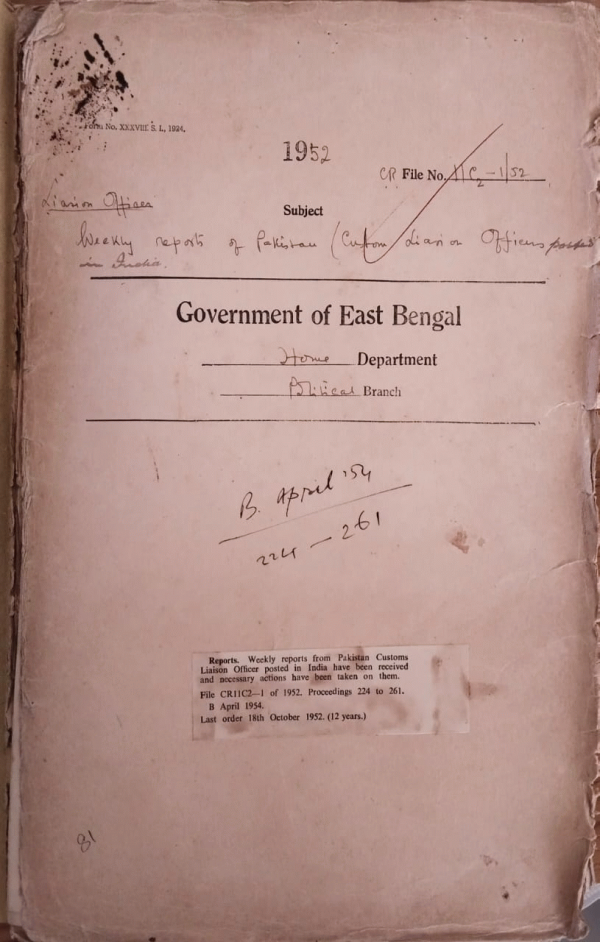 Form No. XXXVIII S. I., 1924.
1952
CR File No. 11C2-1/52
Liasion Officer
Subject
Weekly reports of Pakistan (Custom Liasion Officers posted
in India.
Government of East Bengal
Home Department
Political Branch
B. April '54
224 — 261
Reports. Weekly reports from Pakistan Customs
Liaison Officer posted in India have been received
and necessary actions have been taken on them.
File CR11C2—1 of 1952. Proceedings 224 to 261.
B April 1954.
Last order 18th October 1952. (12 years.)
81